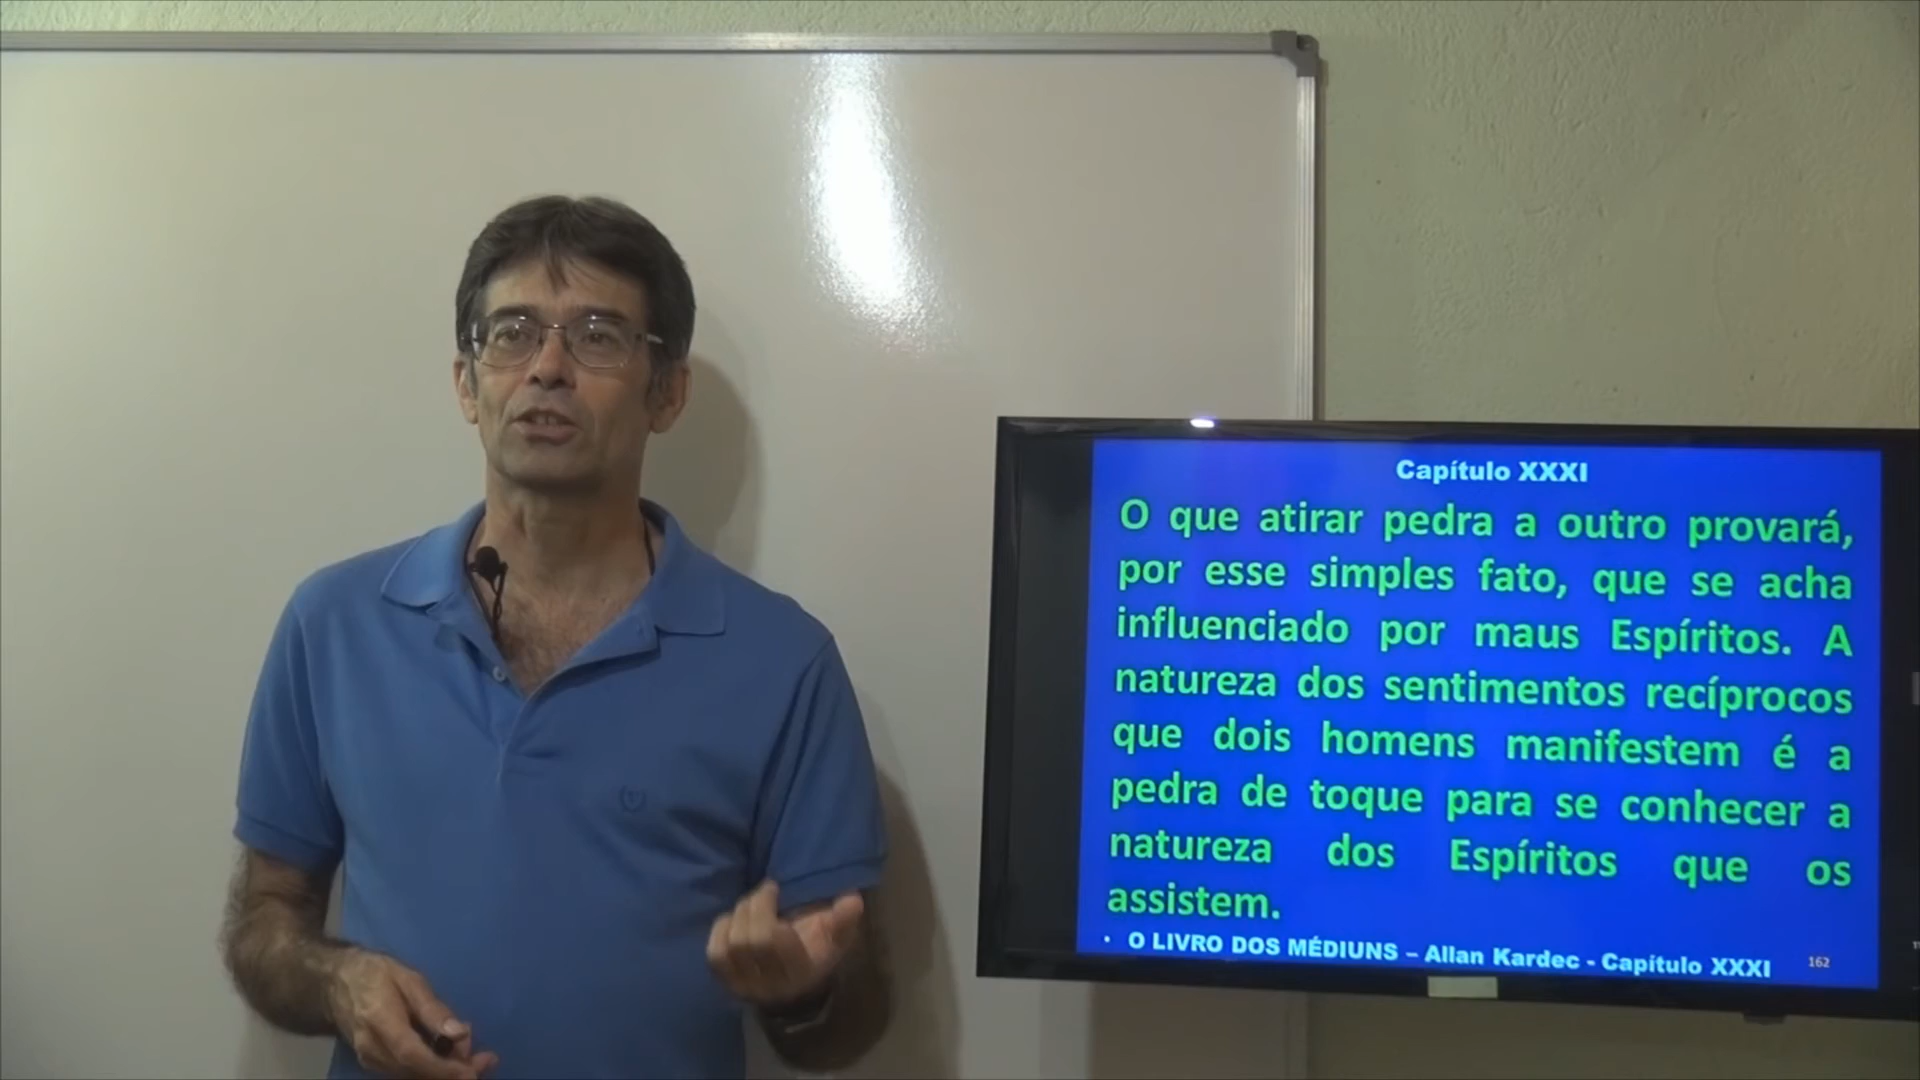 Capítulo XXXI
O que atirar pedra a outro provará,
por esse simples fato, que se acha
influenciado por maus Espíritos. A
natureza dos sentimentos recíprocos
que dois homens manifestem é a
pedra de toque para se conhecer a
natureza dos Espíritos que os
assistem.
• O LIVRO DOS MÉDIUNS – Allan Kardec - Capítulo XXXI
162